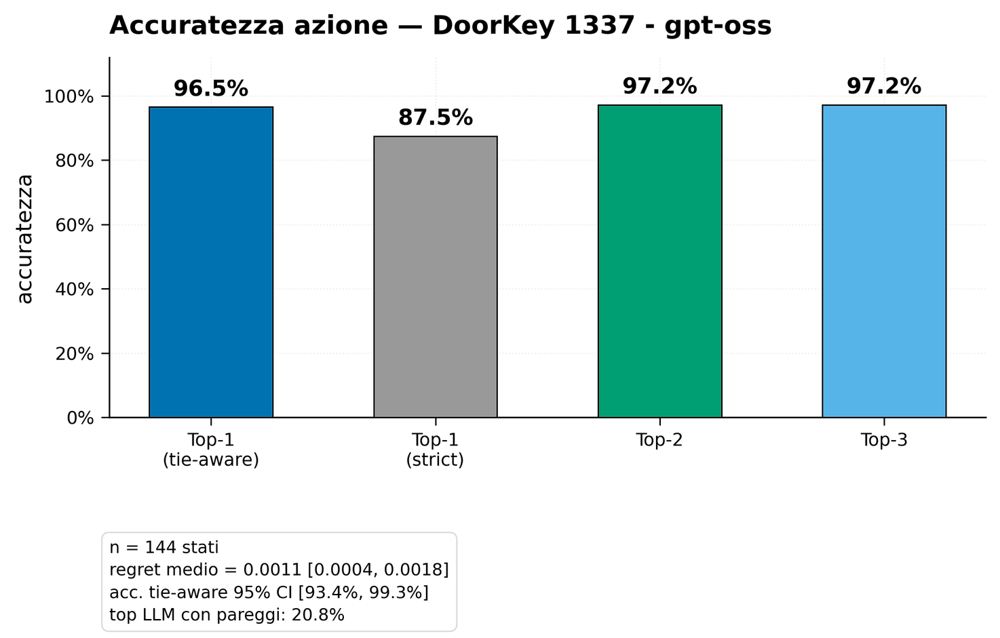 Accuratezza azione — DoorKey 1337 - gpt-oss
accuratezza
100%
80%
60%
40%
20%
0%
96.5%
87.5%
97.2%
97.2%
Top-1
(tie-aware)
Top-1
(strict)
Top-2
Top-3
n = 144 stati
regret medio = 0.0011 [0.0004, 0.0018]
acc. tie-aware 95% CI [93.4%, 99.3%]
top LLM con pareggi: 20.8%